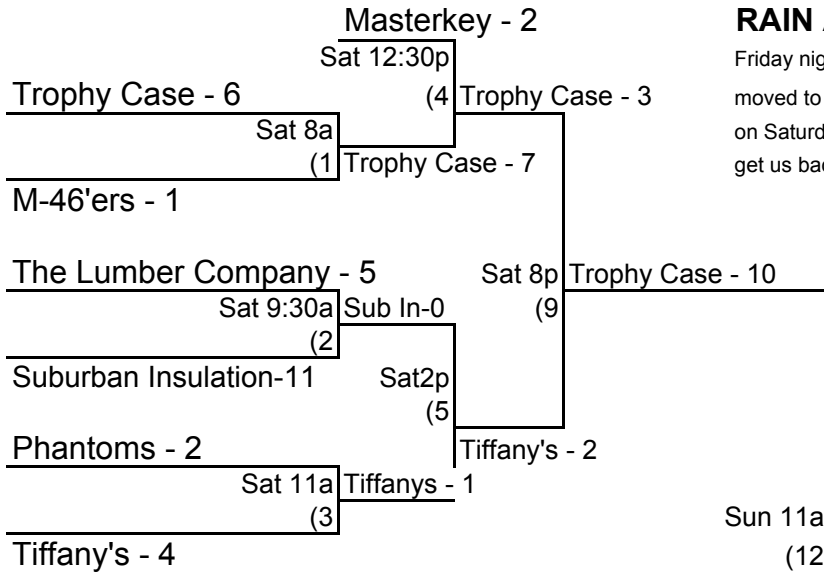 Masterkey - 2
RAIN
Sat 12:30p
Friday nig
Trophy Case - 6
(4
Trophy Case - 3
moved to
Sat 8a
on Saturd
(1
Trophy Case - 7
get us bac
M-46'ers - 1
The Lumber Company - 5
Sat 8p
Trophy Case - 10
Sat 9:30a
Sub In-0
(9
(2
Suburban Insulation-11
Sat2p
(5
Phantoms - 2
Tiffany's - 2
Sat 11a
Tiffanys - 1
(3
Sun 11a
Tiffany's - 4
(12